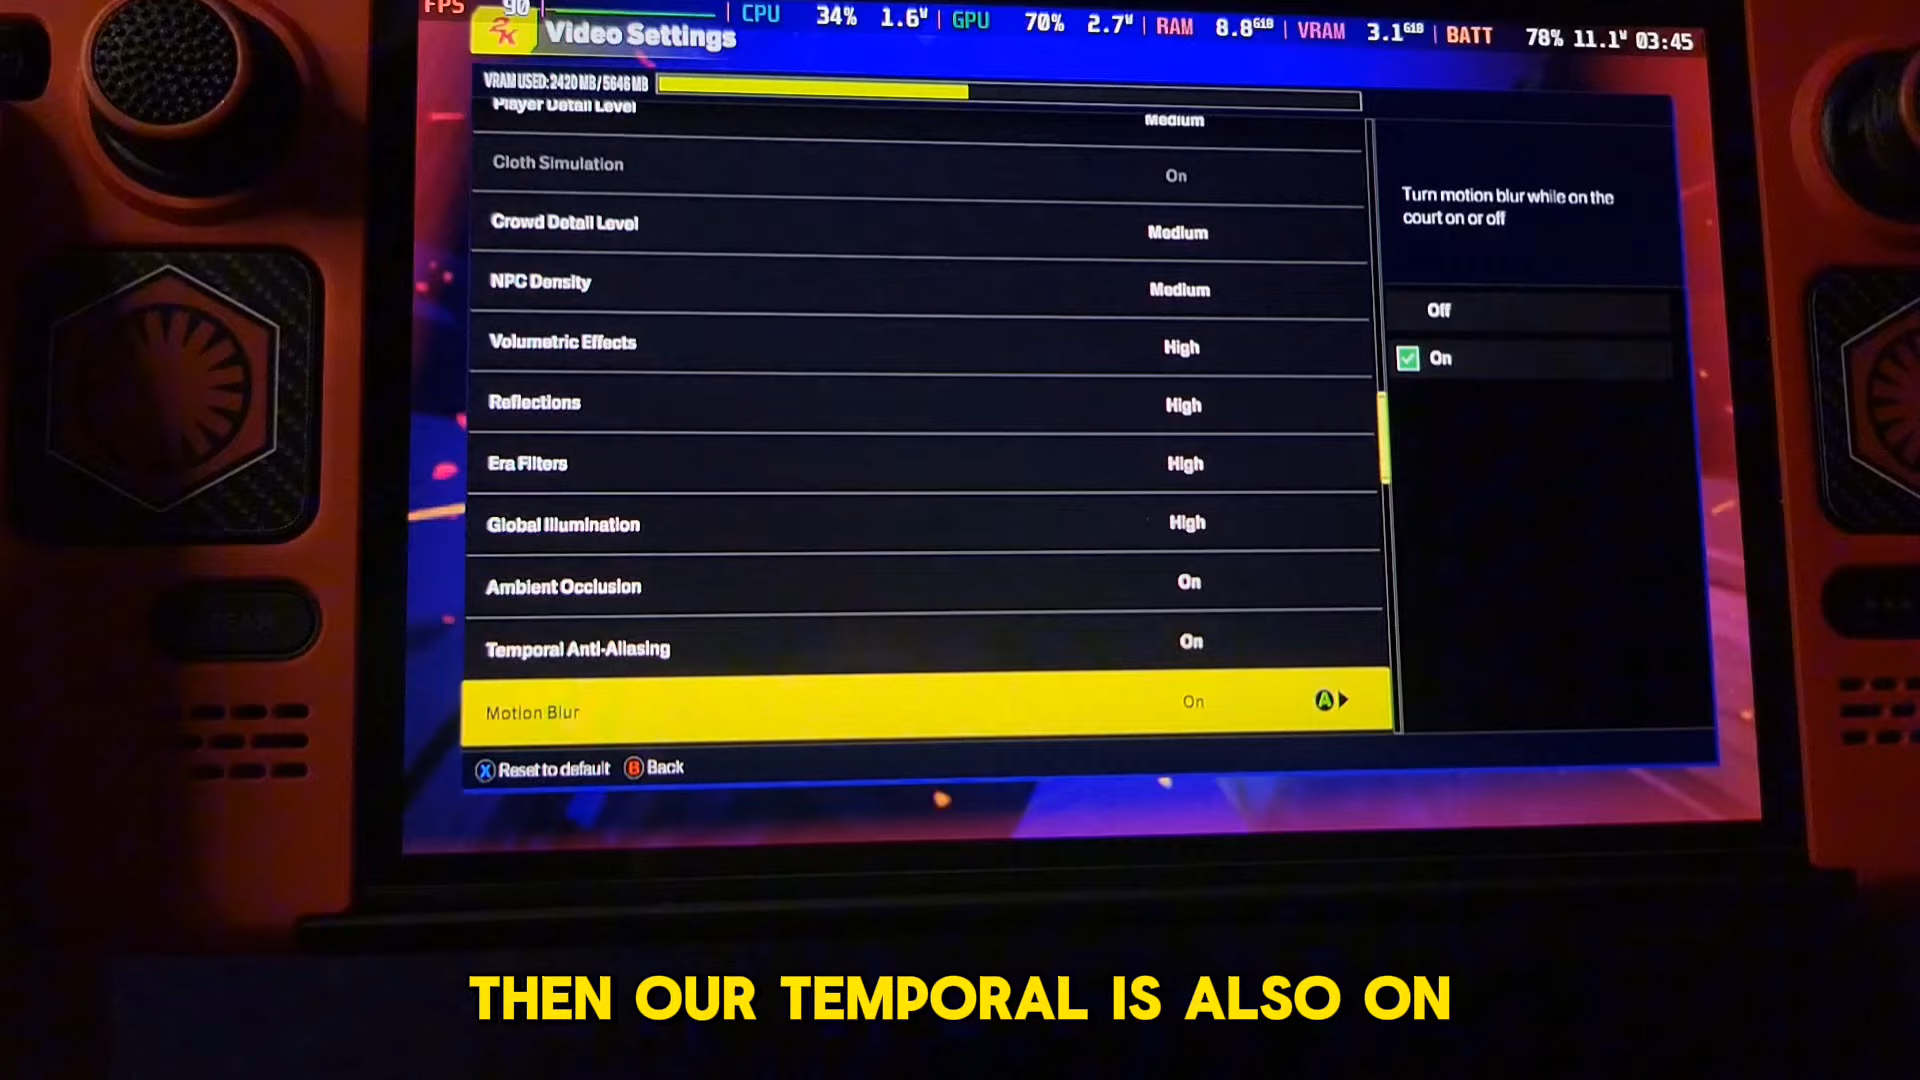 FPS 90 | CPU 34% 1.6W | GPU 70% 2.7W | RAM 8.8GiB | VRAM 3.1GiB | BATT 78% 11.1W 03:45
2K Video Settings
VRAM USED: 2420 MB / 5646 MB
Player Detail Level Medium
Cloth Simulation On
Crowd Detail Level Medium
NPC Density Medium
Volumetric Effects High
Reflections High
Era Filters High
Global Illumination High
Ambient Occlusion On
Temporal Anti-Aliasing On
Motion Blur On A
Turn motion blur while on the
court on or off
Off
On
X Reset to default B Back
THEN OUR TEMPORAL IS ALSO ON